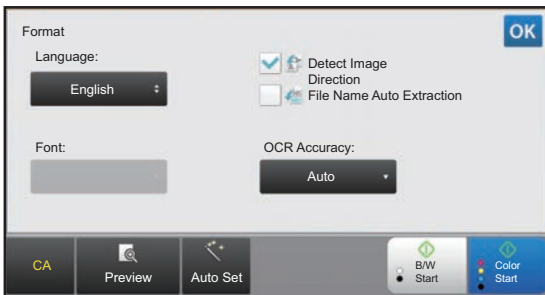 Format
OK
Language:
English
Detect Image
Direction
File Name Auto Extraction
Font:
OCR Accuracy:
Auto
CA
Preview
Auto Set
B/W
Start
Color
Start